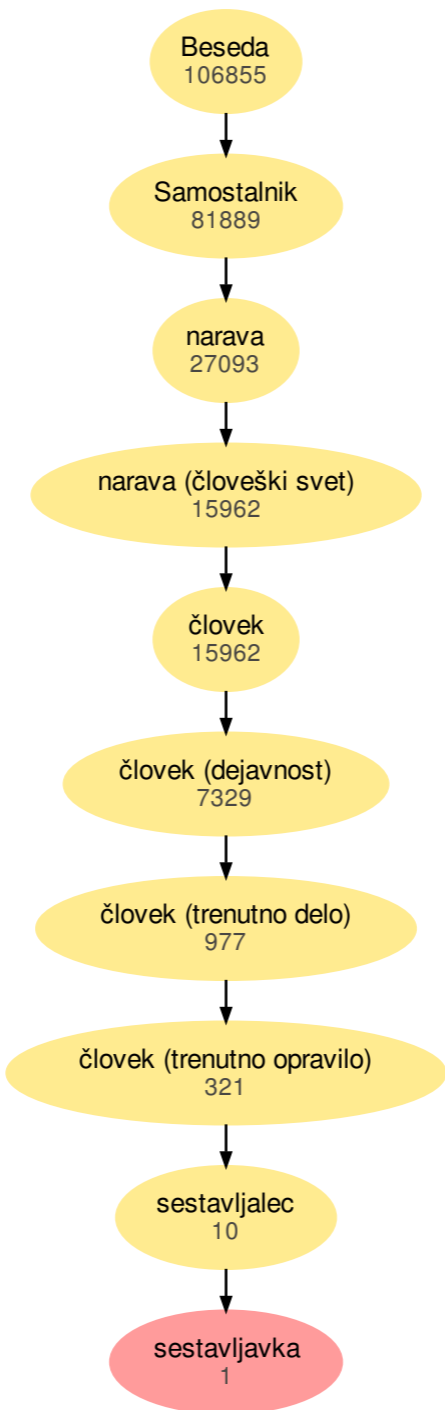 Beseda
106855
Samostalnik
81889
narava
27093
narava (človeški svet)
15962
človek
15962
človek (dejavnost)
7329
človek (trenutno delo)
977
človek (trenutno opravilo)
321
sestavljalec
10
sestavljavka
1